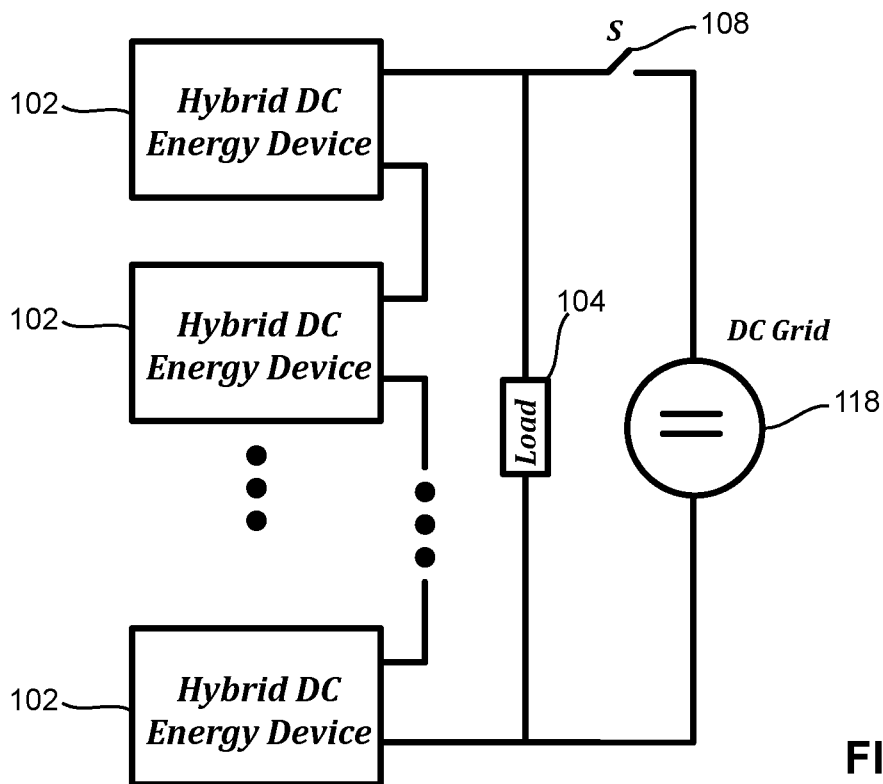 S
108
102
Hybrid DC
Energy Device
104
DC Grid
102
Hybrid DC
Energy Device
Load
118
102
Hybrid DC
Energy Device
FI